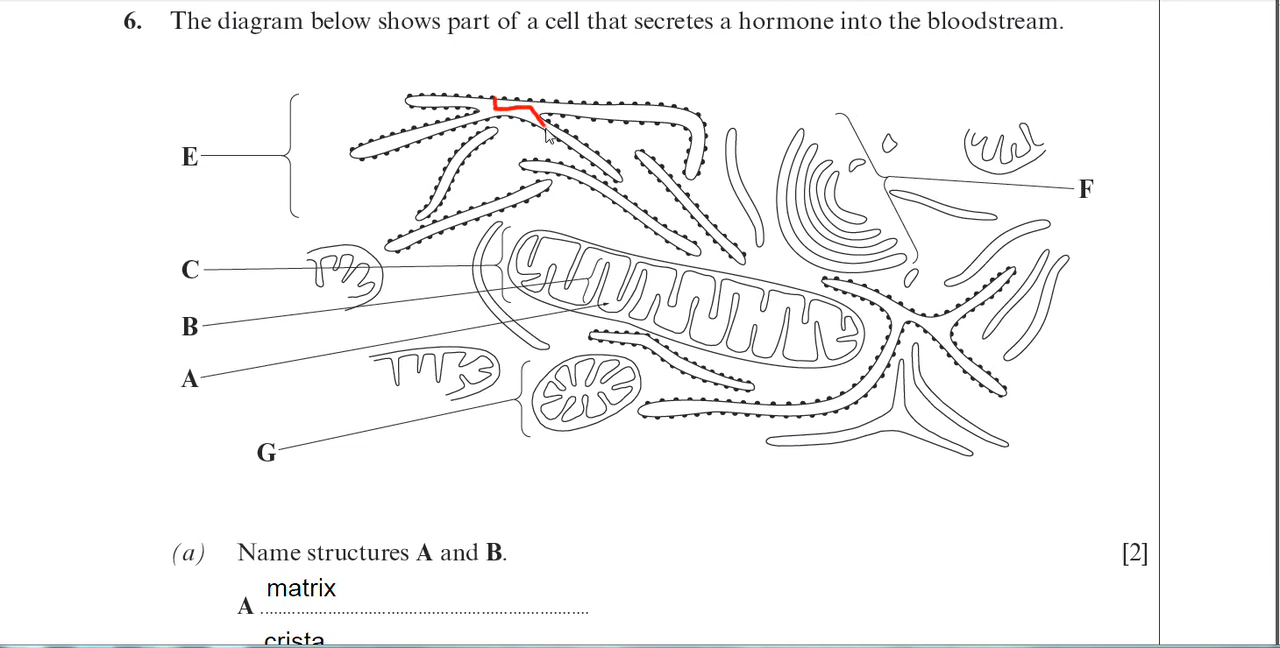 6. The diagram below shows part of a cell that secretes a hormone into the bloodstream.
E
F
C
B
A
G
(a) Name structures A and B. [2]
matrix
A ................................................................
crista